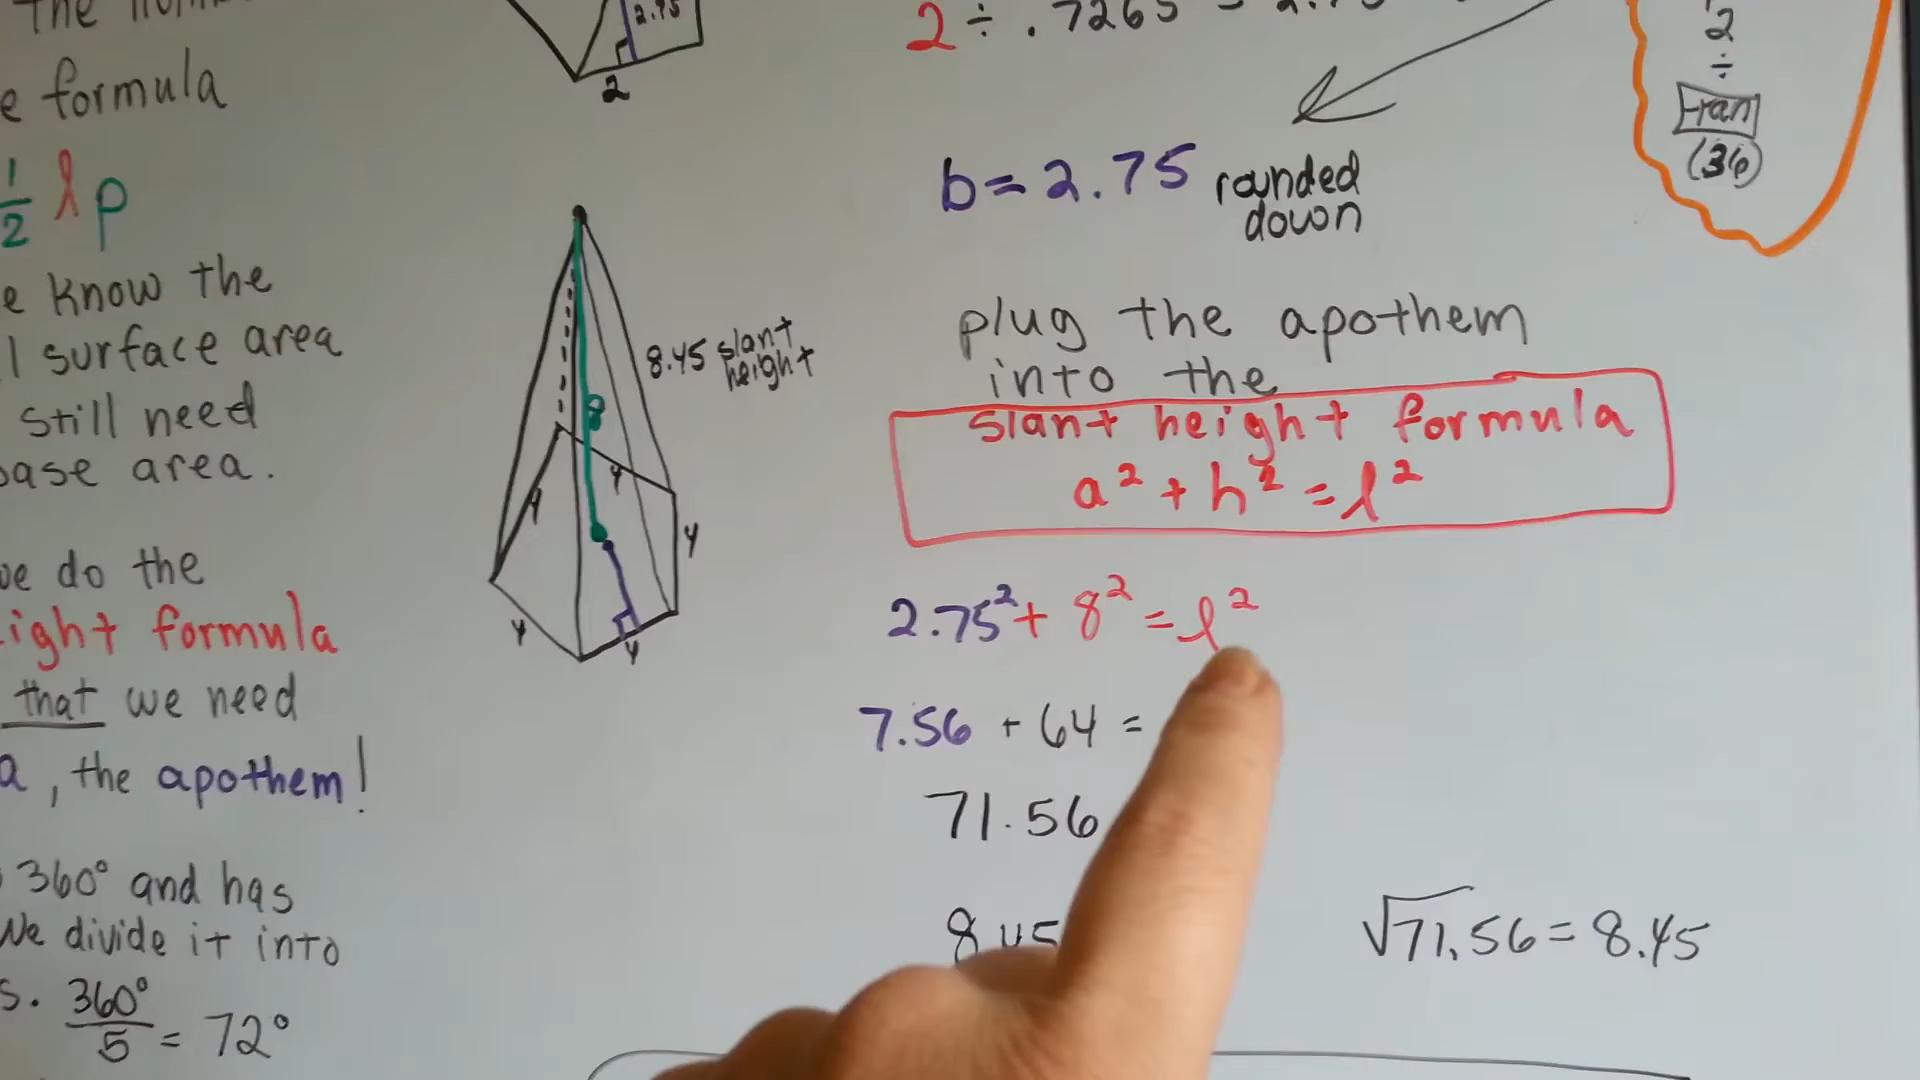 The
e formula
1/2 l p
e know the
l surface area
still need
base area.
we do the
ight formula
that we need
a, the apothem!
360° and has
We divide it into
s. 360°/5 = 72°
2.75
2
8.45 slant
height
8
4
4
4
4
4
2 ÷ .7265
b = 2.75 rounded
down
plug the apothem
into the
slant height formula
a² + h² = l²
2.75² + 8² = l²
7.56 + 64 =
71.56
8.45
√71.56 = 8.45
2
÷
tan
(36)